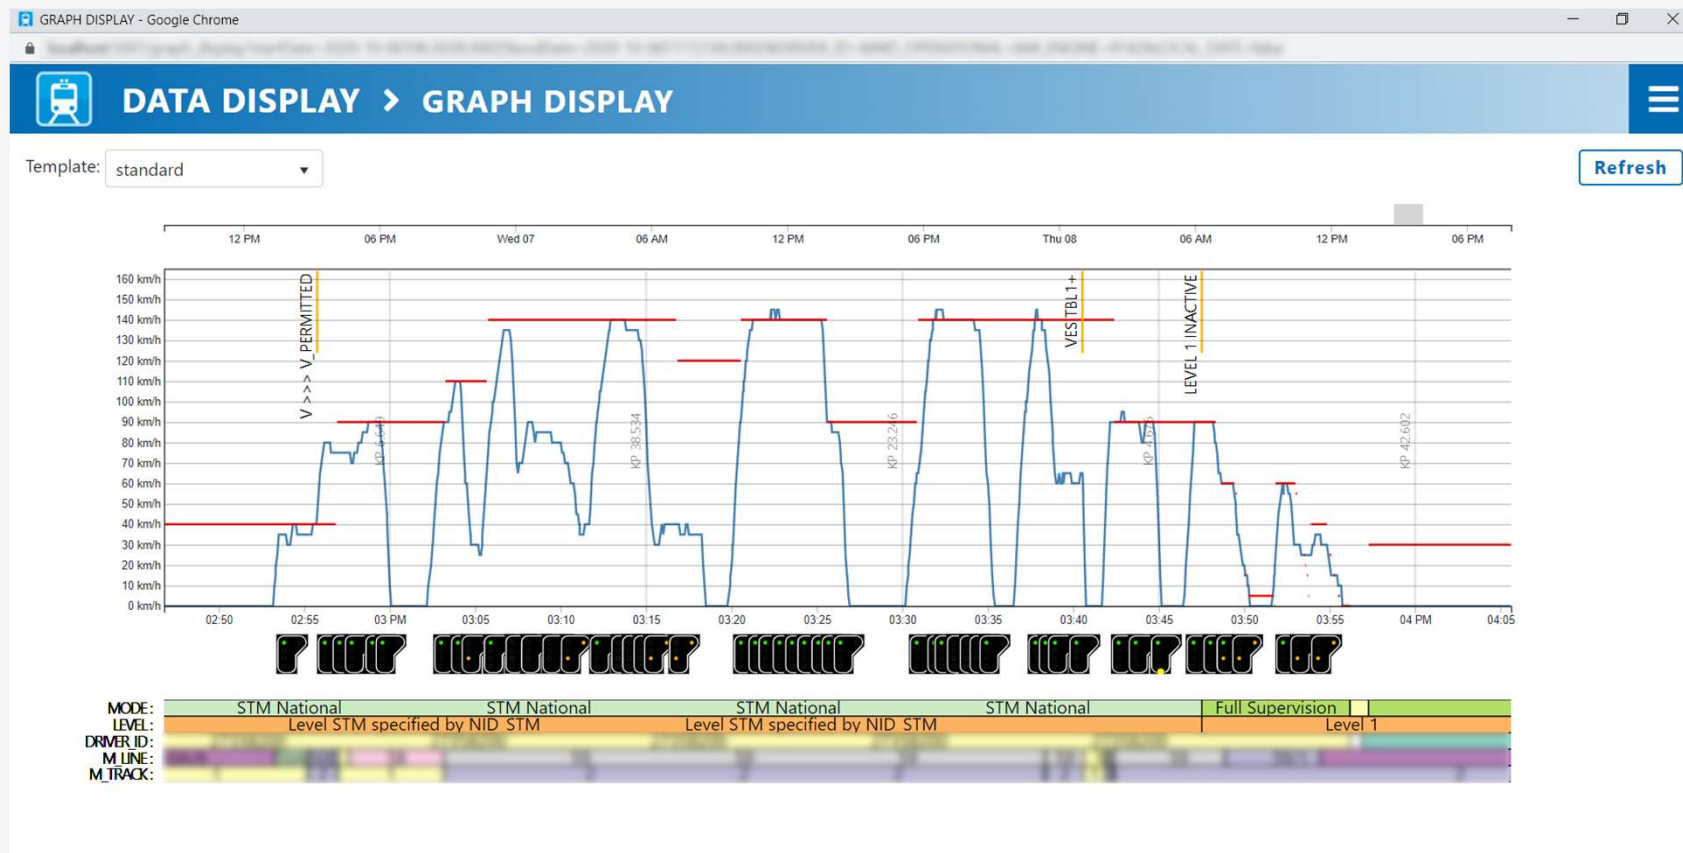 GRAPH DISPLAY - Google Chrome
DATA DISPLAY > GRAPH DISPLAY
Template: standard
Refresh
12 PM 06 PM Wed 07 06 AM 12 PM 06 PM Thu 08 06 AM 12 PM 06 PM
160 km/h
150 km/h
140 km/h
130 km/h
120 km/h
110 km/h
100 km/h
90 km/h
80 km/h
70 km/h
60 km/h
50 km/h
40 km/h
30 km/h
20 km/h
10 km/h
0 km/h
V >>> V_PERMITTED
VES TBL1+
LEVEL 1 INACTIVE
KP 6.649
KP 38.534
KP 23.246
KP 4.675
KP 42.602
02:50 02:55 03 PM 03:05 03:10 03:15 03:20 03:25 03:30 03:35 03:40 03:45 03:50 03:55 04 PM 04:05
MODE: STM National STM National STM National STM National Full Supervision
LEVEL: Level STM specified by NID_STM Level STM specified by NID_STM Level 1
DRIVER_ID:
M_LINE:
M_TRACK: